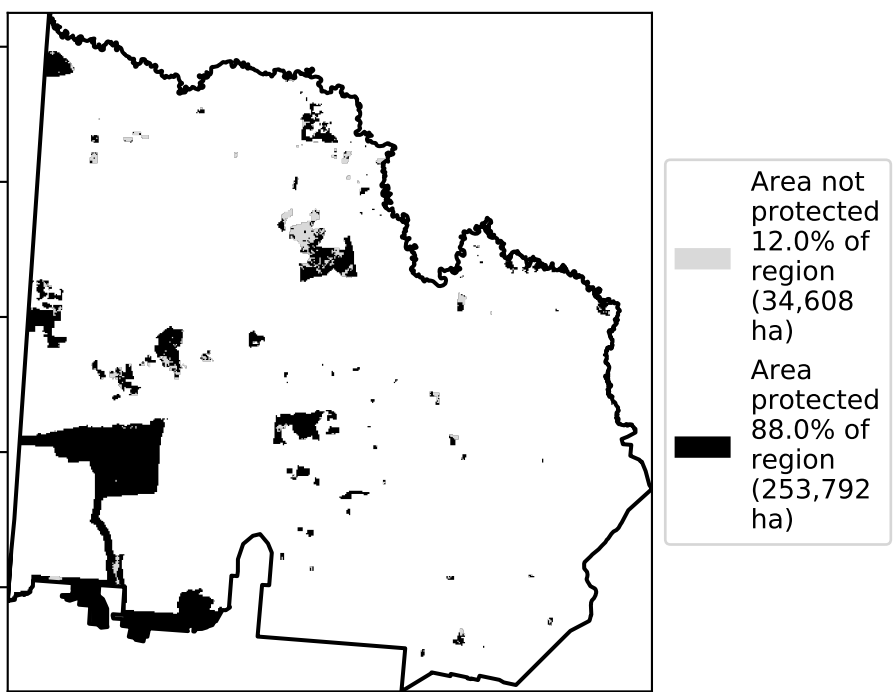 Area not
protected
12.0% of
region
(34,608
ha)
Area
protected
88.0% of
region
(253,792
ha)